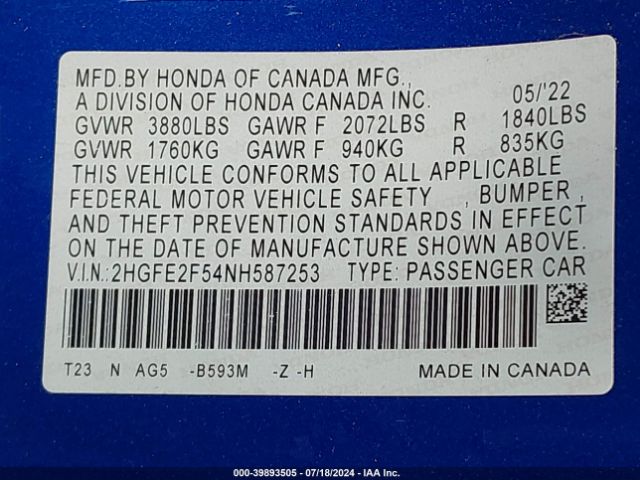 MFD.BY HONDA OF CANADA MFG.,
A DIVISION OF HONDA CANADA INC. 05/'22
GVWR 3880LBS GAWR F 2072LBS R 1840LBS
GVWR 1760KG GAWR F 940KG R 835KG
THIS VEHICLE CONFORMS TO ALL APPLICABLE
FEDERAL MOTOR VEHICLE SAFETY , BUMPER ,
AND THEFT PREVENTION STANDARDS IN EFFECT
ON THE DATE OF MANUFACTURE SHOWN ABOVE.
V.I.N.:2HGFE2F54NH587253 TYPE: PASSENGER CAR
T23 N AG5 -B593M -Z -H MADE IN CANADA
000-39893505 - 07/18/2024 - IAA Inc.